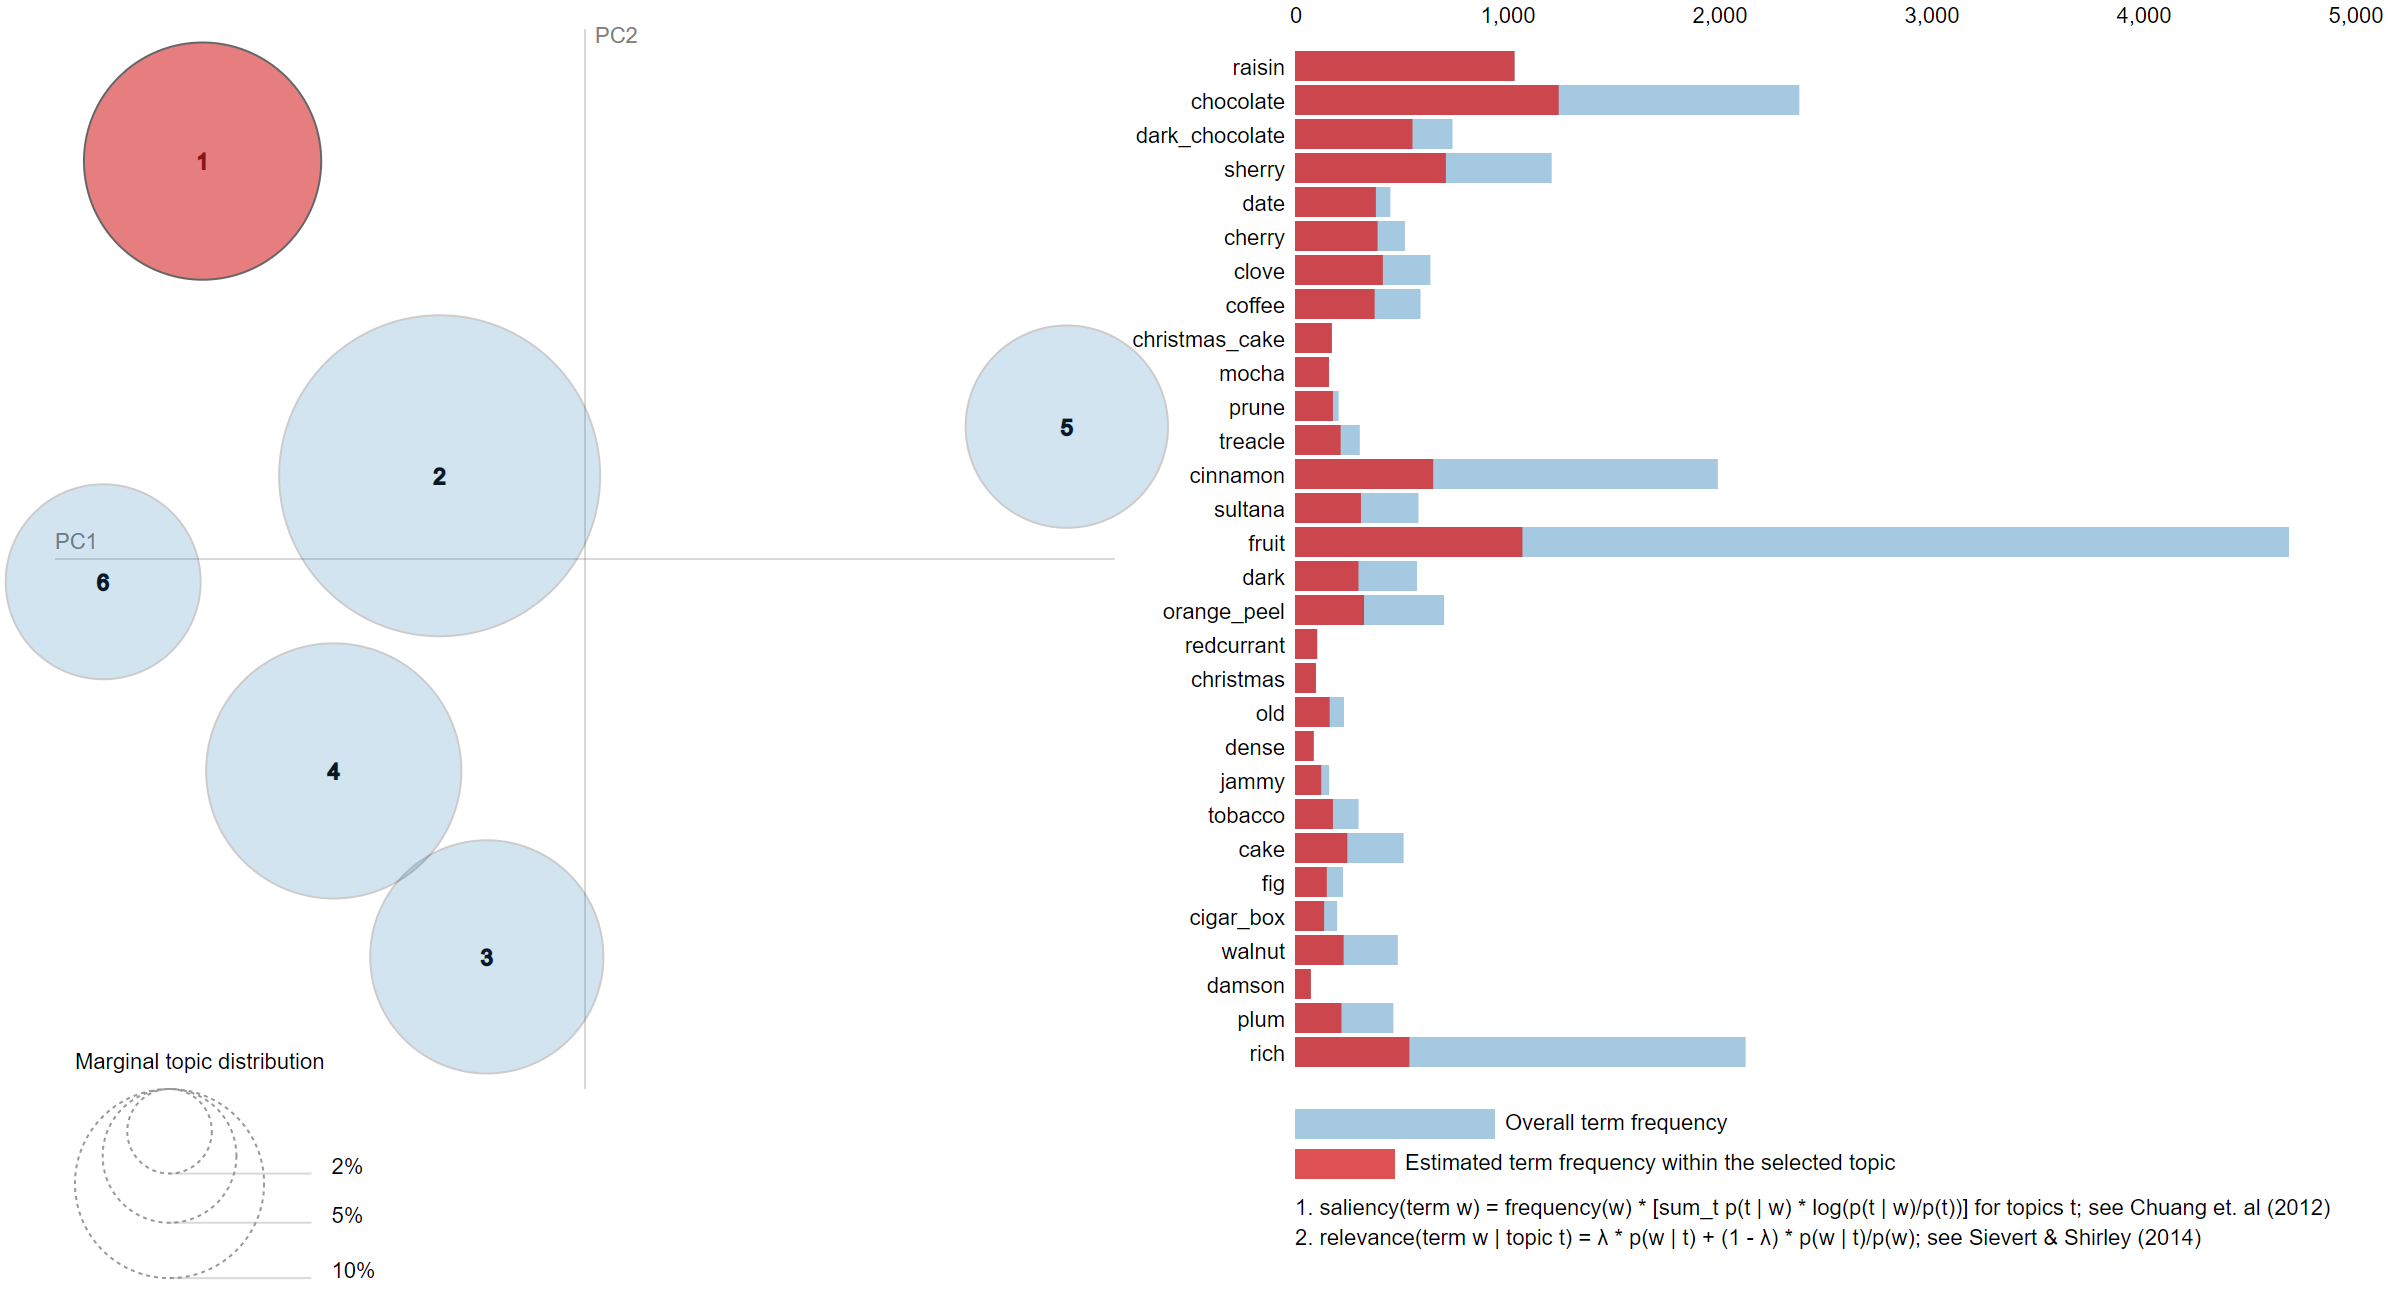 PC2
1
2
5
PC1
6
4
3
Marginal topic distribution
2%
5%
10%
0 1,000 2,000 3,000 4,000 5,000
raisin
chocolate
dark_chocolate
sherry
date
cherry
clove
coffee
christmas_cake
mocha
prune
treacle
cinnamon
sultana
fruit
dark
orange_peel
redcurrant
christmas
old
dense
jammy
tobacco
cake
fig
cigar_box
walnut
damson
plum
rich
Overall term frequency
Estimated term frequency within the selected topic
1. saliency(term w) = frequency(w) * [sum_t p(t | w) * log(p(t | w)/p(t))] for topics t; see Chuang et. al (2012)
2. relevance(term w | topic t) = λ * p(w | t) + (1 - λ) * p(w | t)/p(w); see Sievert & Shirley (2014)